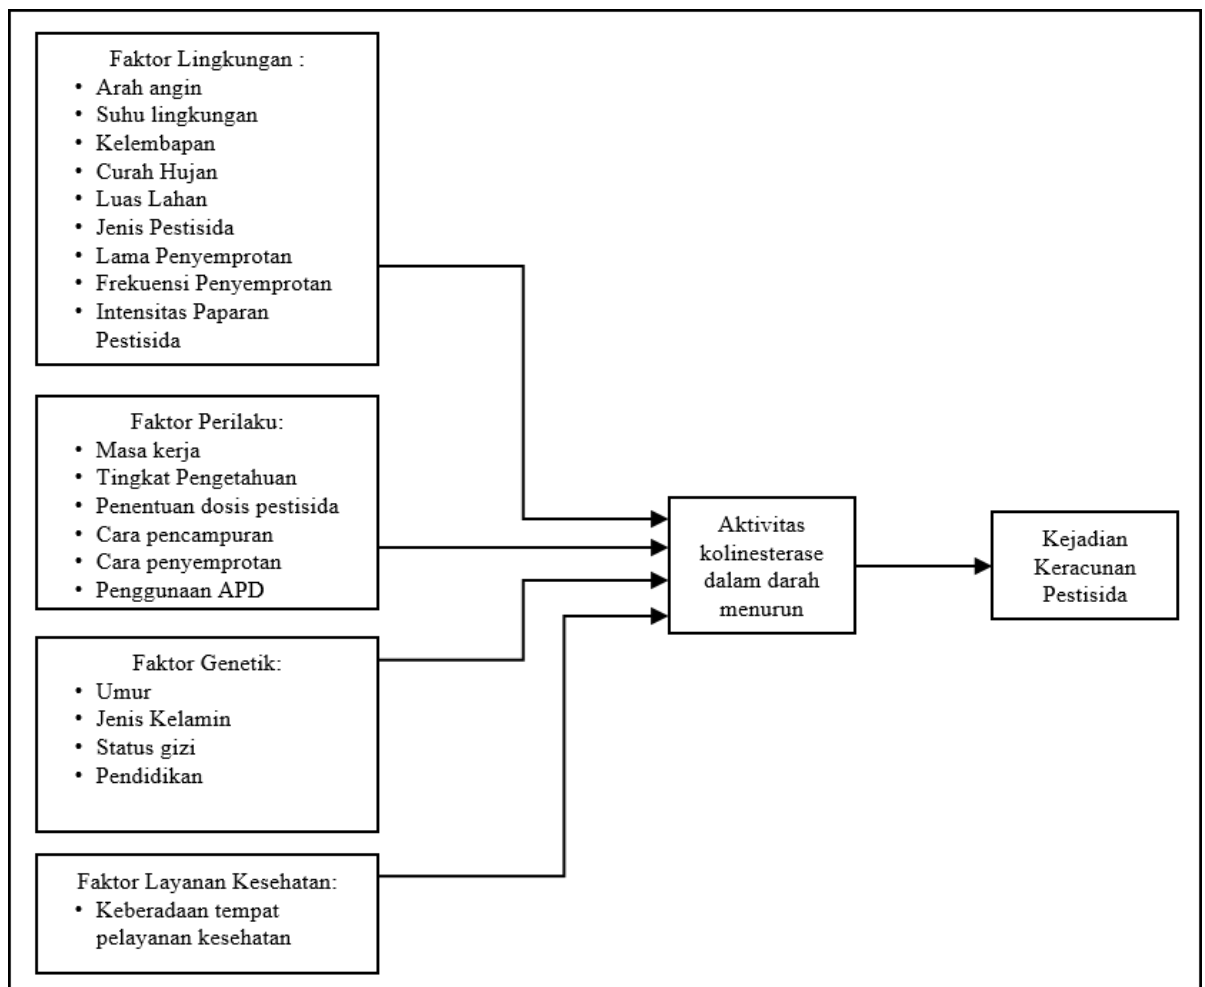 Faktor Lingkungan :
• Arah angin
• Suhu lingkungan
• Kelembapan
• Curah Hujan
• Luas Lahan
• Jenis Pestisida
• Lama Penyemprotan
• Frekuensi Penyemprotan
• Intensitas Paparan
Pestisida
Faktor Perilaku:
• Masa kerja
• Tingkat Pengetahuan
• Penentuan dosis pestisida
• Cara pencampuran
• Cara penyemprotan
• Penggunaan APD
Faktor Genetik:
• Umur
• Jenis Kelamin
• Status gizi
• Pendidikan
Faktor Layanan Kesehatan:
• Keberadaan tempat
pelayanan kesehatan
Aktivitas
kolinesterase
dalam darah
menurun
Kejadian
Keracunan
Pestisida